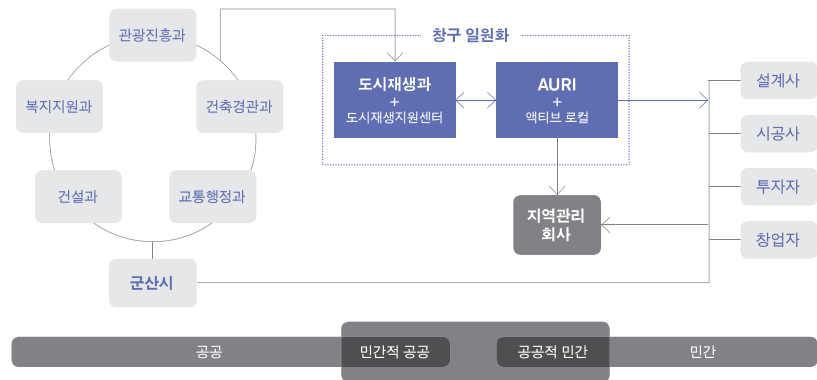 관광진흥과
창구 일원화
복지지원과
건축경관과
도시재생과
+
도시재생지원센터
AURI
+
액티브 로컬
설계사
시공사
건설과
교통행정과
투자자
지역관리
회사
창업자
군산시
공공
민간적 공공
공공적 민간
민간